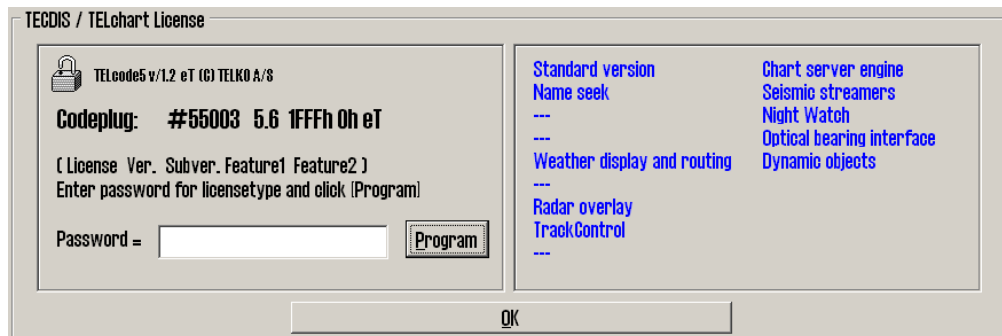 TECDIS / TELchart License
TELcode5 v/1.2 eT (C) TELKO A/S
Codeplug: #55003 5.6 1FFFh 0h eT
( License Ver. Subver. Feature1 Feature2 )
Enter password for licensetype and click [Program]
Password =
Program
Standard version
Name seek
---
---
Weather display and routing
---
Radar overlay
TrackControl
---
Chart server engine
Seismic streamers
Night Watch
Optical bearing interface
Dynamic objects
OK